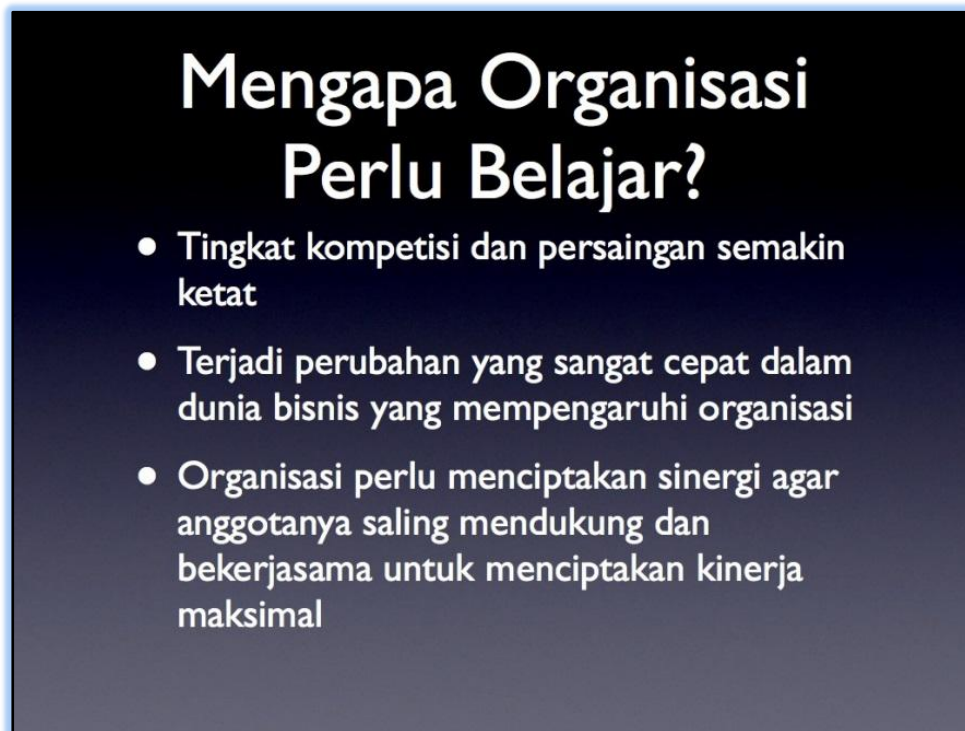 Mengapa Organisasi
Perlu Belajar?
• Tingkat kompetisi dan persaingan semakin
ketat
• Terjadi perubahan yang sangat cepat dalam
dunia bisnis yang mempengaruhi organisasi
• Organisasi perlu menciptakan sinergi agar
anggotanya saling mendukung dan
bekerjasama untuk menciptakan kinerja
maksimal